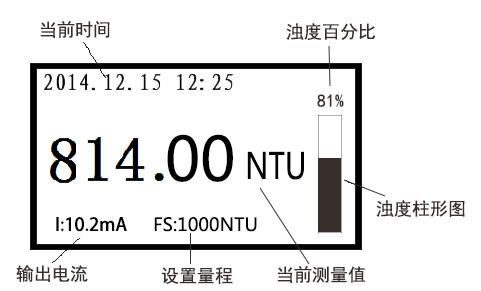 当前时间
浊度百分比
2014.12.15 12:25
81%
814.00 NTU
浊度柱形图
I:10.2mA FS:1000NTU
输出电流
设置量程
当前测量值